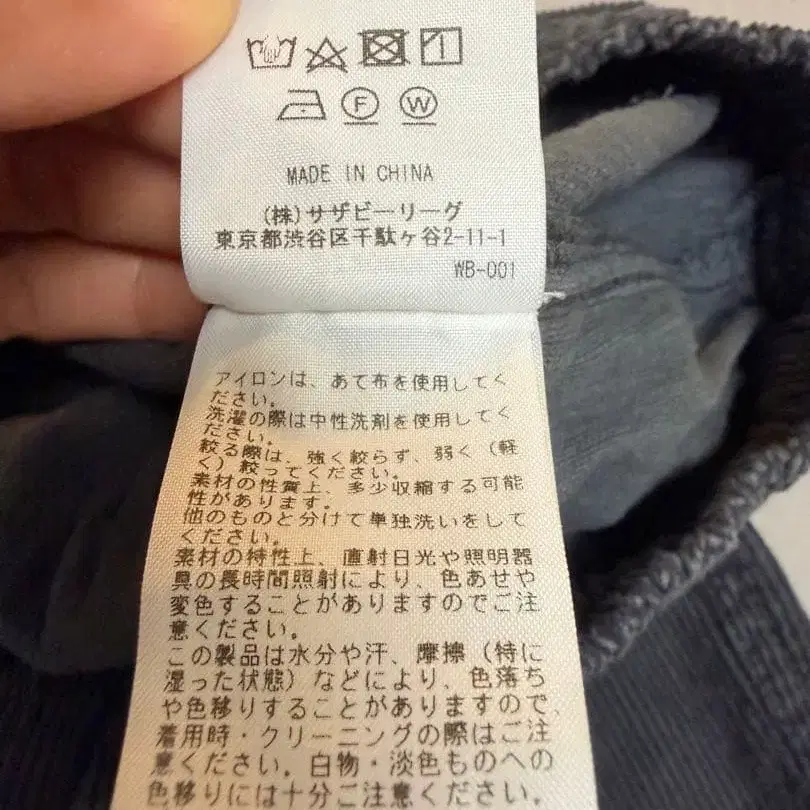 F W
MADE IN CHINA
(株)サザビーリーグ
東京都渋谷区千駄ヶ谷2-11-1
WB-001
アイロンは、あて布を使用してく
ださい。
洗濯の際は中性洗剤を使用してく
ださい。
絞る際は、強く絞らず、弱く(軽
く)絞ってください。
素材の性質上、多少収縮する可能
性があります。
他のものと分けて単独洗いをして
ください。
素材の特性上、直射日光や照明器
具の長時間照射により、色あせや
変色することがありますのでご注
意ください。
この製品は水分や汗、摩擦(特に
湿った状態)などにより、色落ち
や色移りすることがありますので、
着用時・クリーニングの際はご注
意ください。白物・淡色ものへの
色移りには十分ご注意ください。